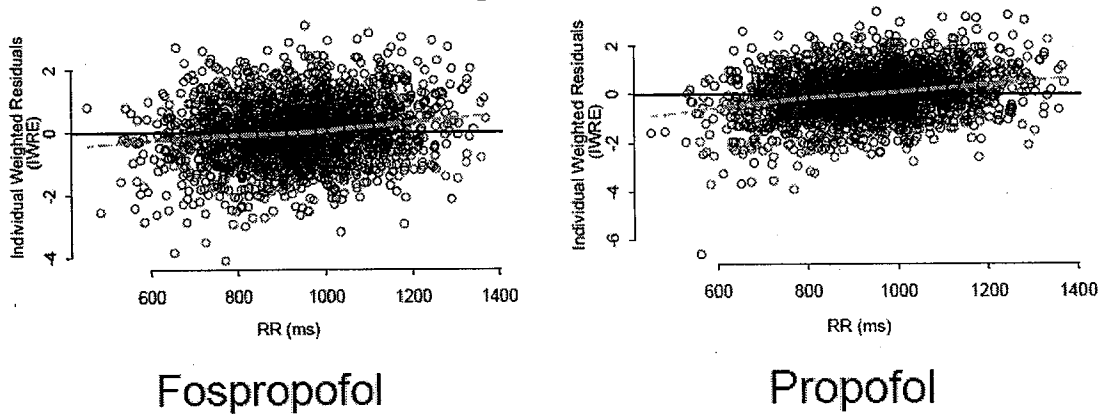 Individual Weighted Residuals
(IWRE)
2
0
-2
-4
600
800
1000
1200
1400
RR (ms)
Fospropofol
Individual Weighted Residuals
(IWRE)
2
0
-2
-4
-6
600
800
1000
1200
1400
RR (ms)
Propofol